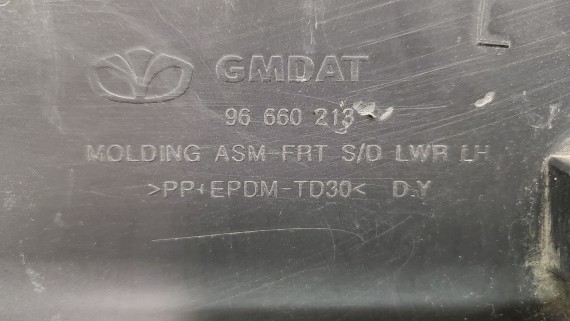 GMDAT
96 660 213
MOLDING ASM-FRT S/D LWR LH
>PP+EPDM-TD30< D.Y